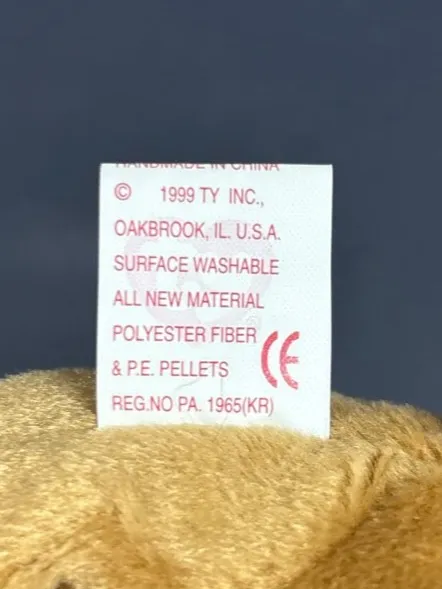 HANDMADE IN CHINA
© 1999 TY INC.,
OAKBROOK, IL. U.S.A.
SURFACE WASHABLE
ALL NEW MATERIAL
POLYESTER FIBER
& P.E. PELLETS
REG.NO PA. 1965(KR)
CE